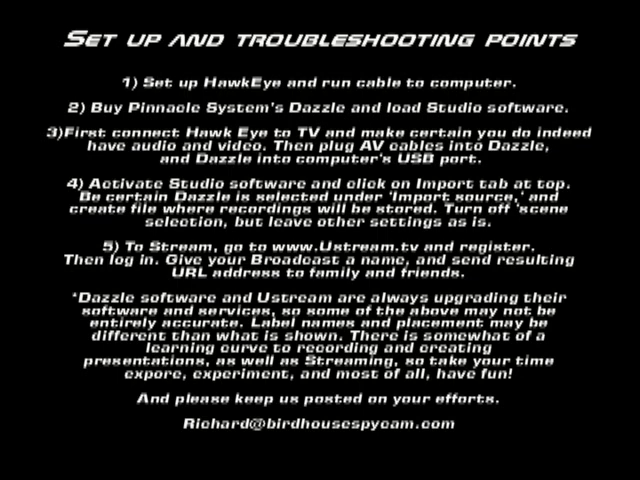 Set up and troubleshooting points
1) Set up HawkEye and run cable to computer.
2) Buy Pinnacle System's Dazzle and load Studio software.
3)First connect Hawk Eye to TV and make certain you do indeed
have audio and video. Then plug AV cables into Dazzle,
and Dazzle into computer's USB port.
4) Activate Studio software and click on Import tab at top.
Be certain Dazzle is selected under 'Import source,' and
create file where recordings will be stored. Turn off 'scene
selection, but leave other settings as is.
5) To Stream, go to www.Ustream.tv and register.
Then log in. Give your Broadcast a name, and send resulting
URL address to family and friends.
*Dazzle software and Ustream are always upgrading their
software and services, so some of the above may not be
entirely accurate. Label names and placement may be
different than what is shown. There is somewhat of a
learning curve to recording and creating
presentations, as well as Streaming, so take your time
expore, experiment, and most of all, have fun!
And please keep us posted on your efforts.
Richard@birdhousespycam.com